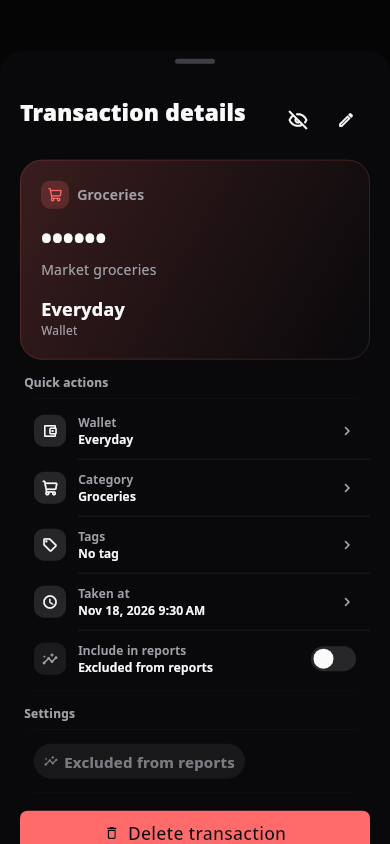 Transaction details
Groceries
••••••
Market groceries
Everyday
Wallet
Quick actions
Wallet
Everyday
Category
Groceries
Tags
No tag
Taken at
Nov 18, 2026 9:30 AM
Include in reports
Excluded from reports
Settings
Excluded from reports
Delete transaction